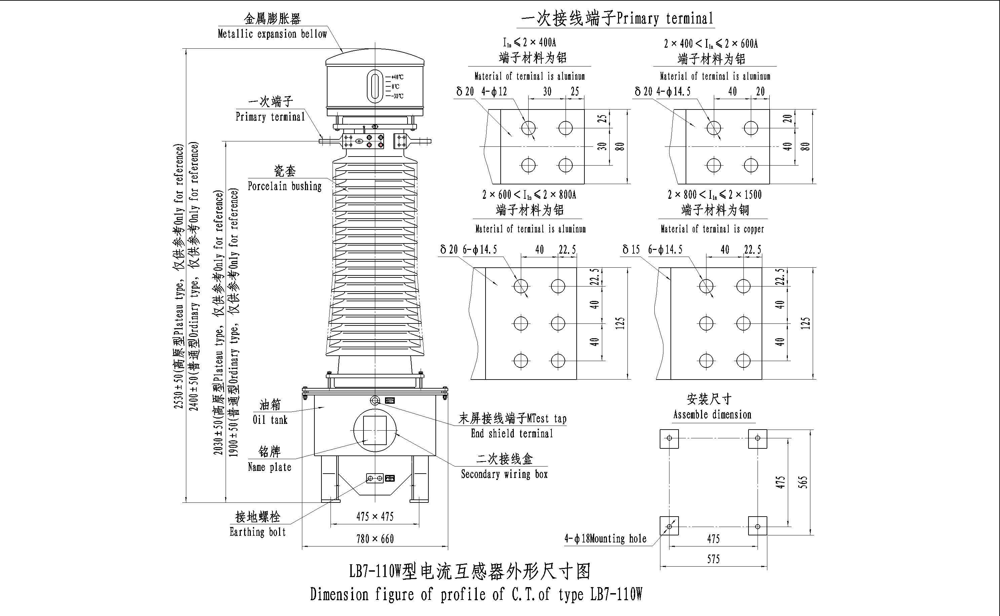 金属膨胀器
Metallic expansion bellow
+40℃
0℃
-30℃
一次端子
Primary terminal
瓷套
Porcelain bushing
2530±50(高原型Plateau type, 仅供参考Only for reference)
2400±50(普通型Ordinary type, 仅供参考Only for reference)
2030±50(高原型Plateau type, 仅供参考Only for reference)
1900±50(普通型Ordinary type, 仅供参考Only for reference)
油箱
Oil tank
铭牌
Name plate
接地螺栓
Earthing bolt
末屏接线端子MTest tap
End shield terminal
二次接线盒
Secondary wiring box
475×475
780×660
一次接线端子Primary terminal
I1n≤2×400A
端子材料为铝
Material of terminal is aluminum
δ20 4-φ12 30 25
25
30
80
2×400<I1n≤2×600A
端子材料为铝
Material of terminal is aluminum
δ20 4-φ14.5 40 20
20
40
80
2×600<I1n≤2×800A
端子材料为铝
Material of terminal is aluminum
δ20 6-φ14.5 40 22.5
22.5
40
40
125
2×800<I1n≤2×1500
端子材料为铜
Material of terminal is copper
δ15 6-φ14.5 40 22.5
22.5
40
40
125
安装尺寸
Assemble dimension
475
565
4-φ18Mounting hole
475
575
LB7-110W型电流互感器外形尺寸图
Dimension figure of profile of C.T.of type LB7-110W